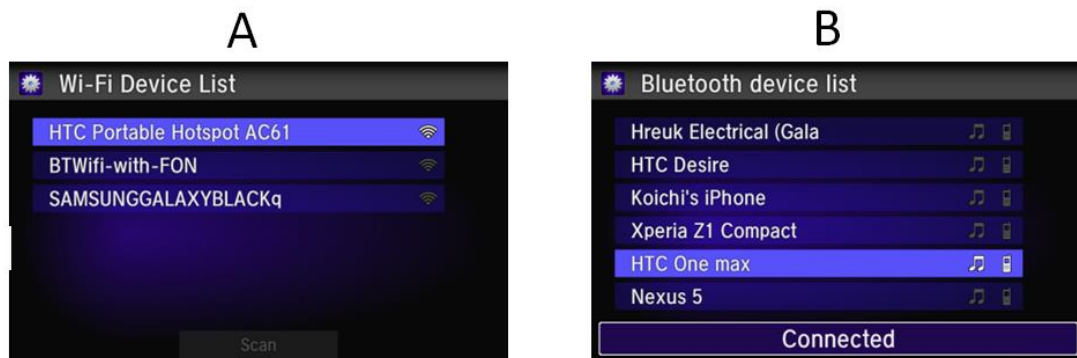 A
Wi-Fi Device List
HTC Portable Hotspot AC61
BTWifi-with-FON
SAMSUNGGALAXYBLACKq
Scan
B
Bluetooth device list
Hreuk Electrical (Gala
HTC Desire
Koichi's iPhone
Xperia Z1 Compact
HTC One max
Nexus 5
Connected